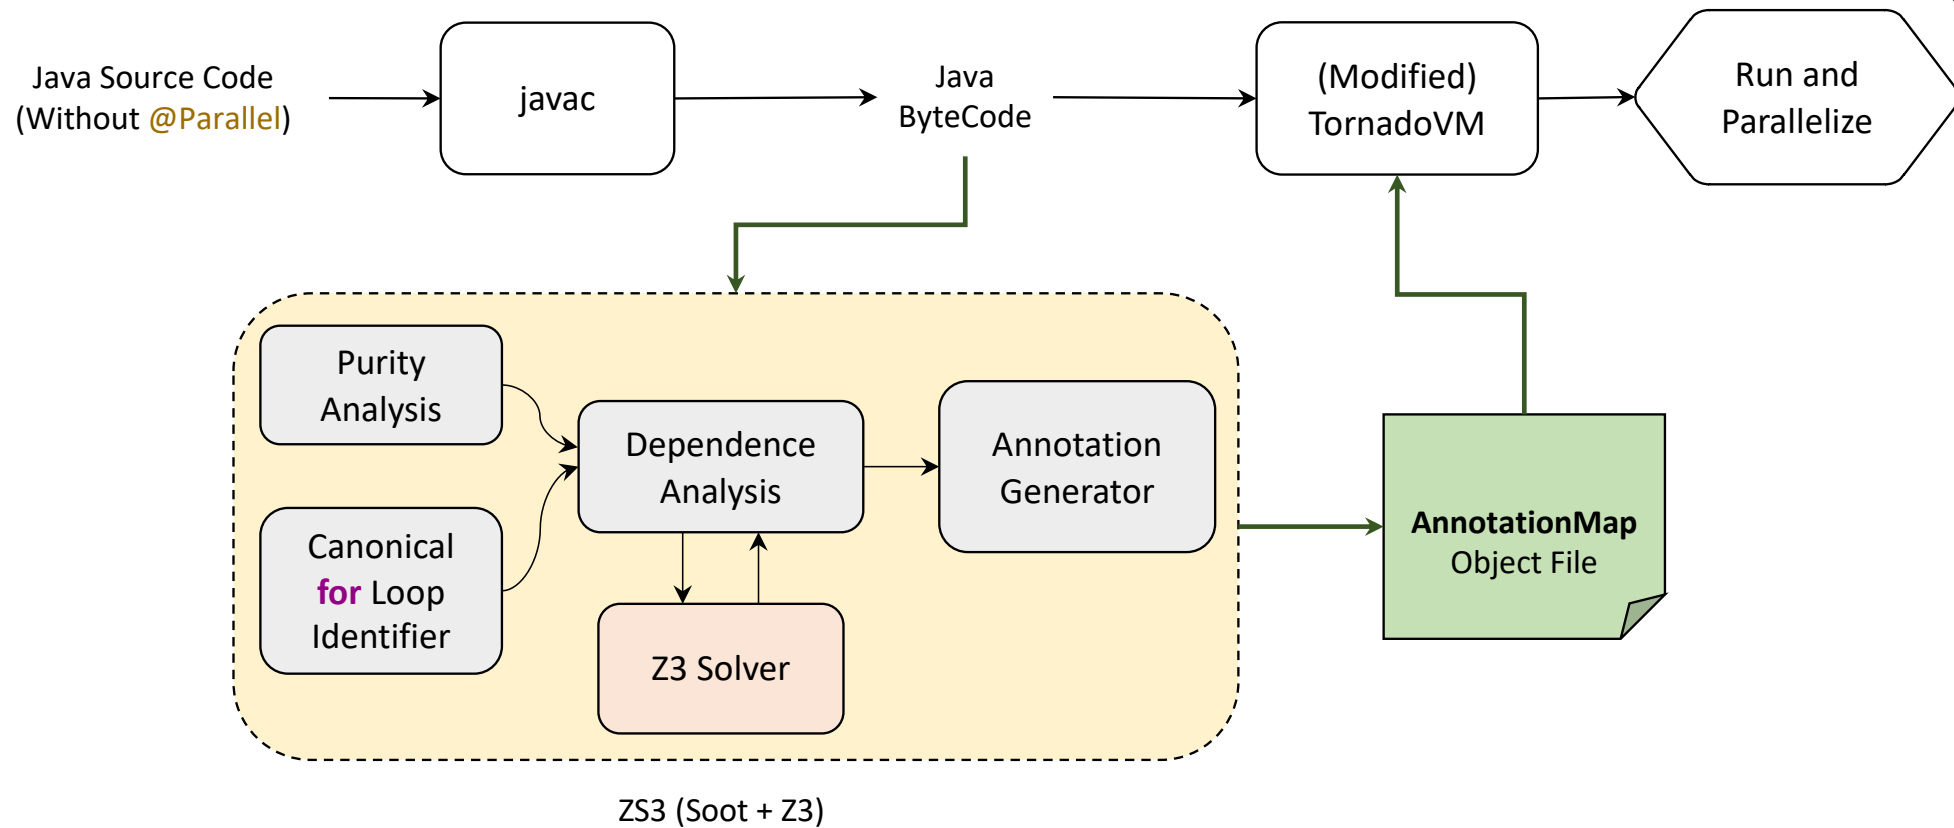 Java Source Code
(Without @Parallel)
javac
Java
ByteCode
(Modified)
TornadoVM
Run and
Parallelize
Purity
Analysis
Canonical
for Loop
Identifier
Dependence
Analysis
Z3 Solver
Annotation
Generator
AnnotationMap
Object File
ZS3 (Soot + Z3)